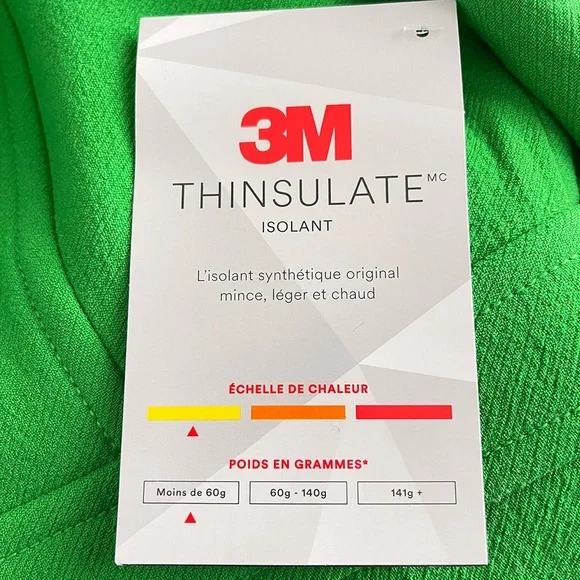 3M
THINSULATE MC
ISOLANT
L'isolant synthétique original
mince, léger et chaud
ÉCHELLE DE CHALEUR
POIDS EN GRAMMES*
Moins de 60g 60g - 140g 141g +